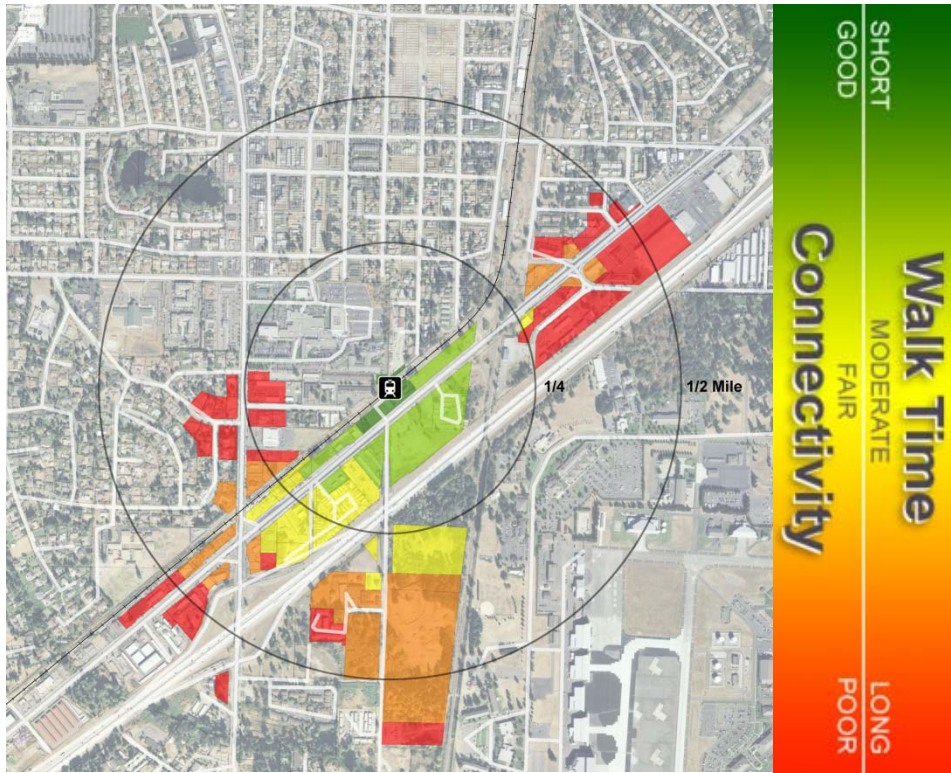 1/4
1/2 Mile
SHORT
GOOD
Walk Time
MODERATE
FAIR
Connectivity
LONG
POOR